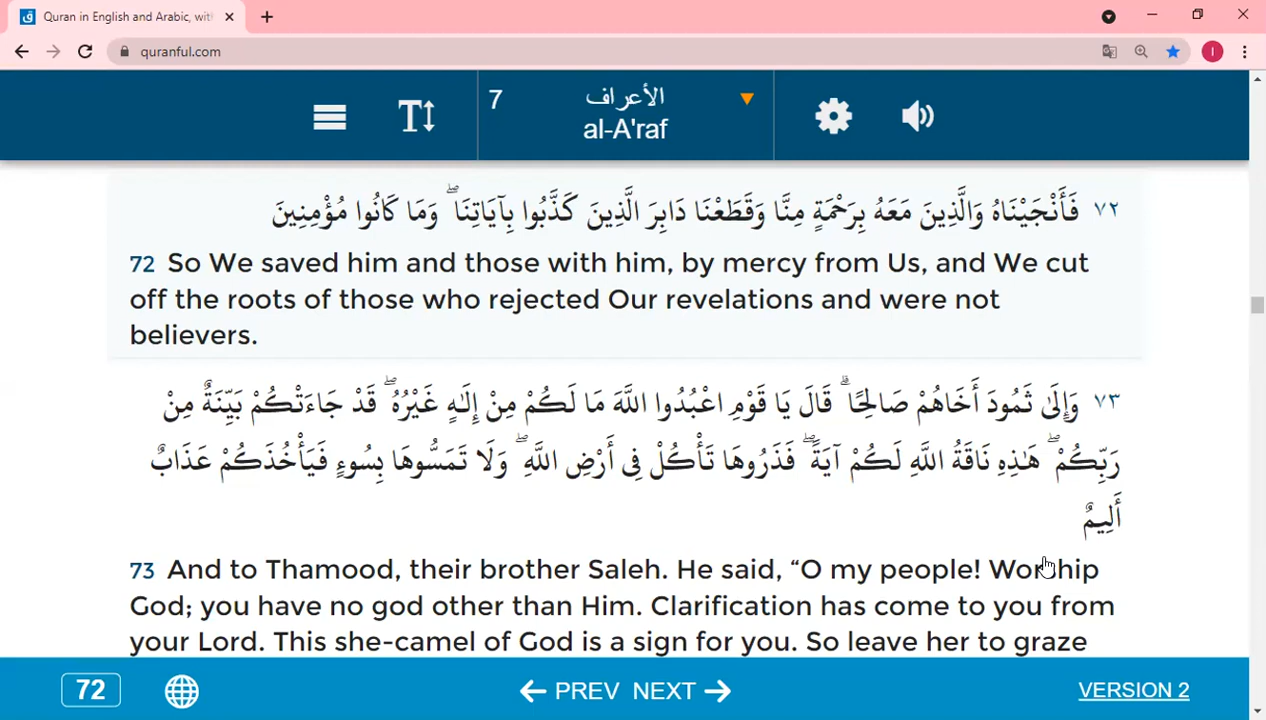 Quran in English and Arabic, with
quranful.com
I
7
الأعراف
al-A'raf
٧٢ فَأَنْجَيْنَاهُ وَالَّذِينَ مَعَهُ بِرَحْمَةٍ مِنَّا وَقَطَعْنَا دَابِرَ الَّذِينَ كَذَّبُوا بِآيَاتِنَا ۖ وَمَا كَانُوا مُؤْمِنِينَ
72 So We saved him and those with him, by mercy from Us, and We cut
off the roots of those who rejected Our revelations and were not
believers.
٧٣ وَإِلَىٰ ثَمُودَ أَخَاهُمْ صَالِحًا ۗ قَالَ يَا قَوْمِ اعْبُدُوا اللَّهَ مَا لَكُمْ مِنْ إِلَـٰهٍ غَيْرُهُ ۖ قَدْ جَاءَتْكُمْ بَيِّنَةٌ مِنْ
رَبِّكُمْ ۖ هَـٰذِهِ نَاقَةُ اللَّهِ لَكُمْ آيَةً ۖ فَذَرُوهَا تَأْكُلْ فِي أَرْضِ اللَّهِ ۖ وَلَا تَمَسُّوهَا بِسُوءٍ فَيَأْخُذَكُمْ عَذَابٌ
أَلِيمٌ
73 And to Thamood, their brother Saleh. He said, “O my people! Worship
God; you have no god other than Him. Clarification has come to you from
your Lord. This she-camel of God is a sign for you. So leave her to graze
72
PREV NEXT
VERSION 2